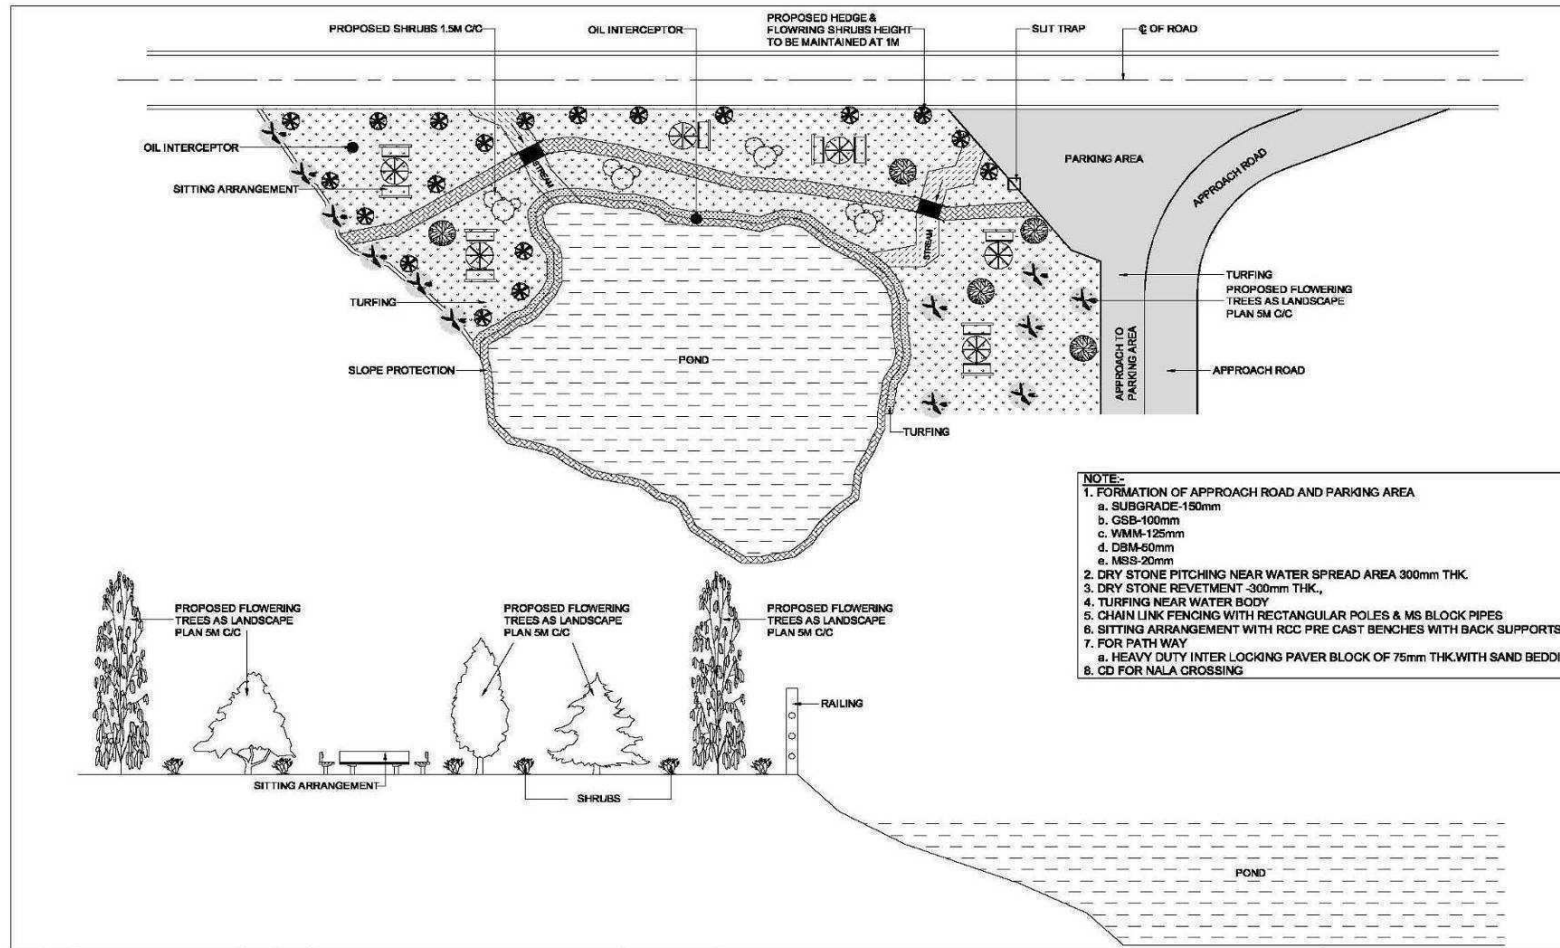 PROPOSED SHRUBS 1.5M C/C
OIL INTERCEPTOR
PROPOSED HEDGE &
FLOWRING SHRUBS HEIGHT
TO BE MAINTAINED AT 1M
SLIT TRAP
℄ OF ROAD
OIL INTERCEPTOR
SITTING ARRANGEMENT
STREAM
PARKING AREA
APPROACH ROAD
STREAM
TURFING
TURFING
PROPOSED FLOWERING
TREES AS LANDSCAPE
PLAN 5M C/C
SLOPE PROTECTION
POND
APPROACH TO
PARKING AREA
APPROACH ROAD
TURFING
NOTE:-
1. FORMATION OF APPROACH ROAD AND PARKING AREA
a. SUBGRADE-150mm
b. GSB-100mm
c. WMM-125mm
d. DBM-50mm
e. MSS-20mm
2. DRY STONE PITCHING NEAR WATER SPREAD AREA 300mm THK.
3. DRY STONE REVETMENT -300mm THK.,
4. TURFING NEAR WATER BODY
5. CHAIN LINK FENCING WITH RECTANGULAR POLES & MS BLOCK PIPES
6. SITTING ARRANGEMENT WITH RCC PRE CAST BENCHES WITH BACK SUPPORTS
7. FOR PATH WAY
a. HEAVY DUTY INTER LOCKING PAVER BLOCK OF 75mm THK.WITH SAND BEDDE
8. CD FOR NALA CROSSING
PROPOSED FLOWERING
TREES AS LANDSCAPE
PLAN 5M C/C
PROPOSED FLOWERING
TREES AS LANDSCAPE
PLAN 5M C/C
PROPOSED FLOWERING
TREES AS LANDSCAPE
PLAN 5M C/C
RAILING
SITTING ARRANGEMENT
SHRUBS
POND